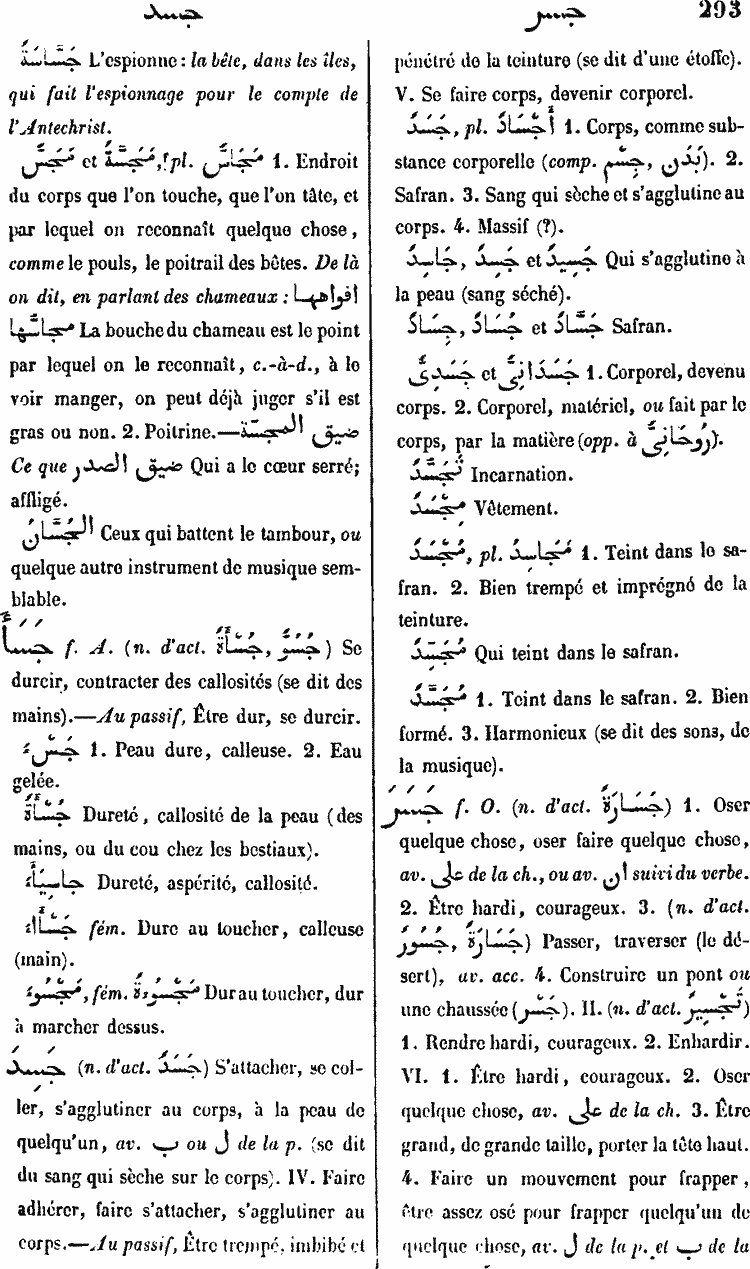 جسد
جسر 293
جَسَّاسَةٌ L'espionne : la bête, dans les îles,
qui fait l'espionnage pour le compte de
l'Antechrist.
مَجَسٌّ et مَجَسَّةٌ, pl. مَجَاسُّ 1. Endroit
du corps que l'on touche, que l'on tâte, et
par lequel on reconnaît quelque chose,
comme le pouls, le poitrail des bêtes. De là
on dit, en parlant des chameaux : افواهها
مجاسّها La bouche du chameau est le point
par lequel on le reconnaît, c.-à-d., à le
voir manger, on peut déjà juger s'il est
gras ou non. 2. Poitrine.—ضيق المجسّة
Ce que ضيق الصدر Qui a le cœur serré;
affligé.
الجُسَّانُ Ceux qui battent le tambour, ou
quelque autre instrument de musique sem-
blable.
جَسَأَ f. A. (n. d'act. جُسُوٌّ, جُسْأَةٌ) Se
durcir, contracter des callosités (se dit des
mains).—Au passif, Être dur, se durcir.
جَسْءٌ 1. Peau dure, calleuse. 2. Eau
gelée.
جُسْأَةٌ Dureté, callosité de la peau (des
mains, ou du cou chez les bestiaux).
جاسِيَاءُ Dureté, aspérité, callosité.
جَسْآءُ fém. Dure au toucher, calleuse
(main).
مَجْسُوءٌ, fém. مَجْسُوءَةٌ Dur au toucher, dur
à marcher dessus.
جَسِدَ (n. d'act. جَسَدٌ) S'attacher, se col-
ler, s'agglutiner au corps, à la peau de
quelqu'un, av. ب ou ل de la p. (se dit
du sang qui sèche sur le corps). IV. Faire
adhérer, faire s'attacher, s'agglutiner au
corps.—Au passif, Être trempé, imbibé et
pénétré de la teinture (se dit d'une étoffe).
V. Se faire corps, devenir corporel.
جَسَدٌ, pl. أَجْسَادٌ 1. Corps, comme sub-
stance corporelle (comp. بَدَن, جِسْم). 2.
Safran. 3. Sang qui sèche et s'agglutine au
corps. 4. Massif (?).
جَاسِدٌ, جَسِدٌ et جَسِيدٌ Qui s'agglutine à
la peau (sang séché).
جِسَادٌ, جُسَادٌ et جَسَّادٌ Safran.
جَسَدِىٌّ et جَسَدَانِىٌّ 1. Corporel, devenu
corps. 2. Corporel, matériel, ou fait par le
corps, par la matière (opp. à رُوحَانِىٌّ).
تَجَسُّدٌ Incarnation.
مِجْسَدٌ Vêtement.
مُجْسَدٌ, pl. مَجَاسِدُ 1. Teint dans le sa-
fran. 2. Bien trempé et imprégné de la
teinture.
مُجَسِّدٌ Qui teint dans le safran.
مُجَسَّدٌ 1. Teint dans le safran. 2. Bien
formé. 3. Harmonieux (se dit des sons, de
la musique).
جَسَرَ f. O. (n. d'act. جَسَارَةٌ) 1. Oser
quelque chose, oser faire quelque chose,
av. على de la ch., ou av. ان suivi du verbe.
2. Être hardi, courageux. 3. (n. d'act.
جُسُورٌ, جَسَارَةٌ) Passer, traverser (le dé-
sert), av. acc. 4. Construire un pont ou
une chaussée (جَسْر). II. (n. d'act. تَجْسِيرٌ)
1. Rendre hardi, courageux. 2. Enhardir.
VI. 1. Être hardi, courageux. 2. Oser
quelque chose, av. على de la ch. 3. Être
grand, de grande taille, porter la tête haut.
4. Faire un mouvement pour frapper,
être assez osé pour frapper quelqu'un de
quelque chose, av. ل de la p. et ب de la